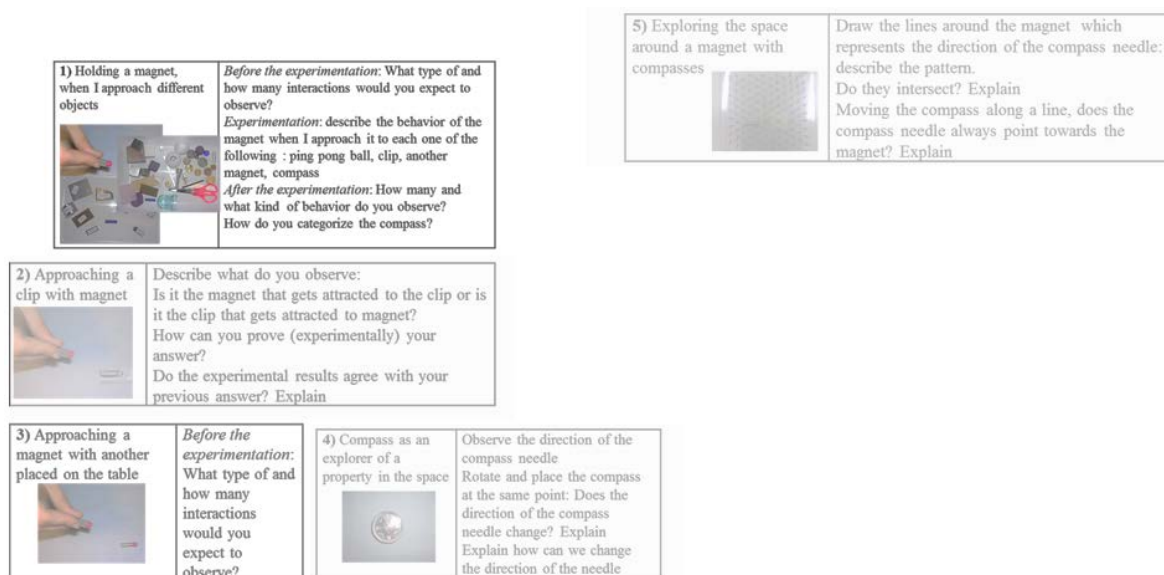 1) Holding a magnet,
when I approach different
objects
Before the experimentation: What type of and
how many interactions would you expect to
observe?
Experimentation: describe the behavior of the
magnet when I approach it to each one of the
following : ping pong ball, clip, another
magnet, compass
After the experimentation: How many and
what kind of behavior do you observe?
How do you categorize the compass?
2) Approaching a
clip with magnet
Describe what do you observe:
Is it the magnet that gets attracted to the clip or is
it the clip that gets attracted to magnet?
How can you prove (experimentally) your
answer?
Do the experimental results agree with your
previous answer? Explain
3) Approaching a
magnet with another
placed on the table
Before the
experimentation:
What type of and
how many
interactions
would you
expect to
observe?
4) Compass as an
explorer of a
property in the space
Observe the direction of the
compass needle
Rotate and place the compass
at the same point: Does the
direction of the compass
needle change? Explain
Explain how can we change
the direction of the needle
5) Exploring the space
around a magnet with
compasses
Draw the lines around the magnet which
represents the direction of the compass needle:
describe the pattern.
Do they intersect? Explain
Moving the compass along a line, does the
compass needle always point towards the
magnet? Explain